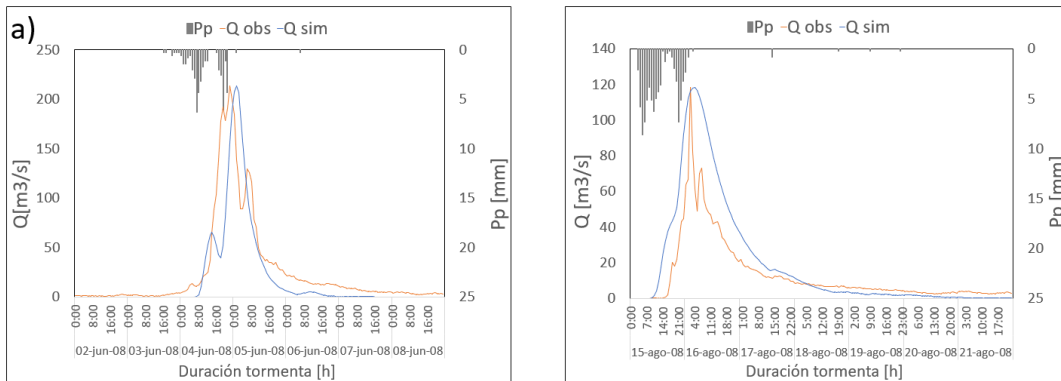 a)
Pp Q obs Q sim
250
200
150
100
50
0
Q[m3/s]
0
5
10
15
20
25
Pp [mm]
0:00 8:00 16:00 0:00 8:00 16:00 0:00 8:00 16:00 0:00 8:00 16:00 0:00 8:00 16:00 0:00 8:00 16:00 0:00 8:00 16:00
02-jun-08 03-jun-08 04-jun-08 05-jun-08 06-jun-08 07-jun-08 08-jun-08
Duración tormenta [h]
Pp Q obs Q sim
140
120
100
80
60
40
20
0
Q [m3/s]
0
5
10
15
20
25
Pp [mm]
0:00 7:00 14:00 21:00 4:00 11:00 18:00 1:00 8:00 15:00 22:00 5:00 12:00 19:00 2:00 9:00 16:00 23:00 6:00 13:00 20:00 3:00 10:00 17:00
15-ago-08 16-ago-08 17-ago-08 18-ago-08 19-ago-08 20-ago-08 21-ago-08
Duración tormenta [h]